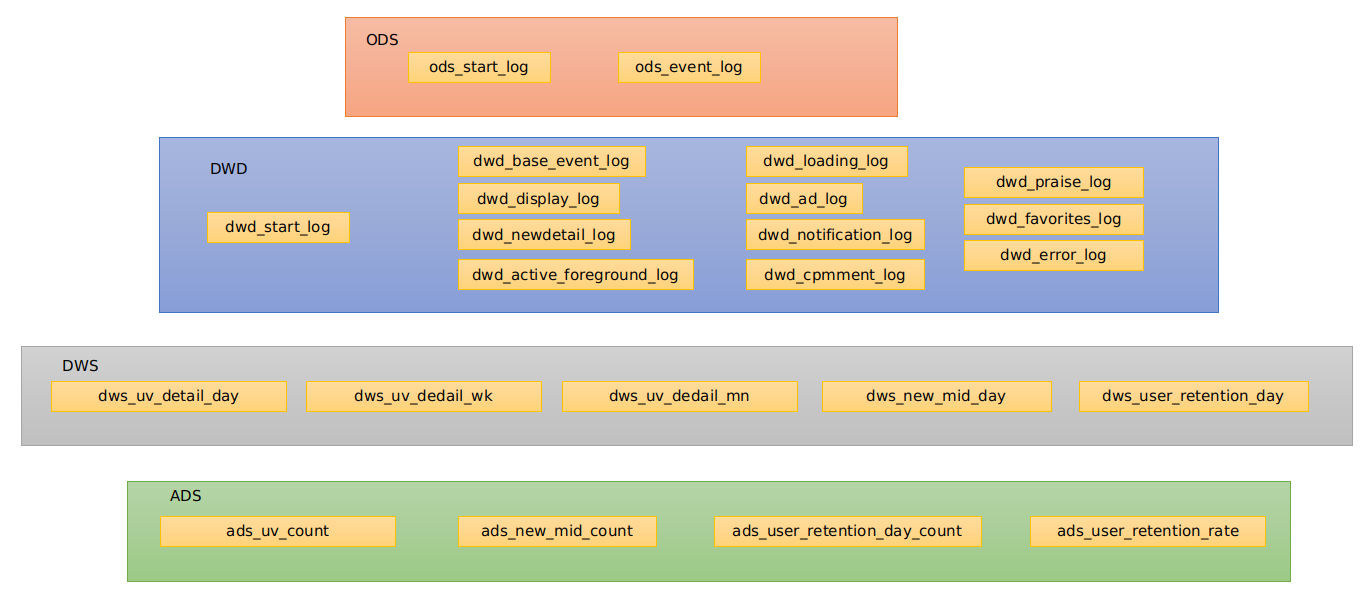 ODS
ods_start_log
ods_event_log
DWD
dwd_start_log
dwd_base_event_log
dwd_display_log
dwd_newdetail_log
dwd_active_foreground_log
dwd_loading_log
dwd_ad_log
dwd_notification_log
dwd_cpmment_log
dwd_praise_log
dwd_favorites_log
dwd_error_log
DWS
dws_uv_detail_day
dws_uv_dedail_wk
dws_uv_dedail_mn
dws_new_mid_day
dws_user_retention_day
ADS
ads_uv_count
ads_new_mid_count
ads_user_retention_day_count
ads_user_retention_rate